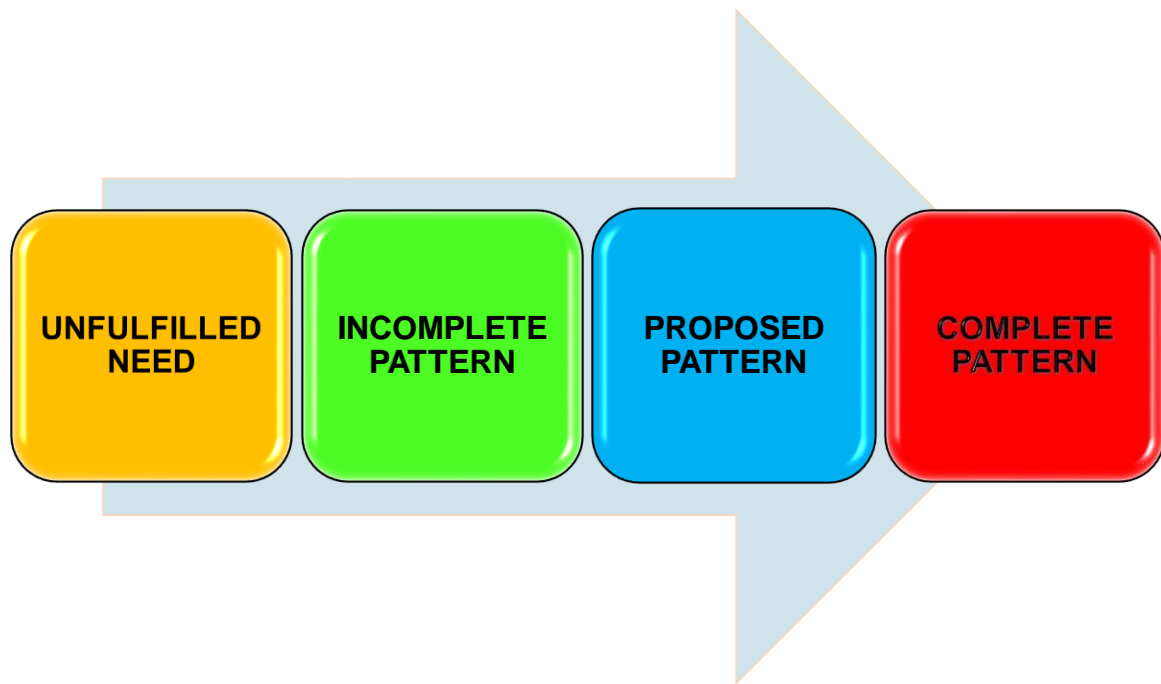 UNFULFILLED
NEED
INCOMPLETE
PATTERN
PROPOSED
PATTERN
COMPLETE
PATTERN